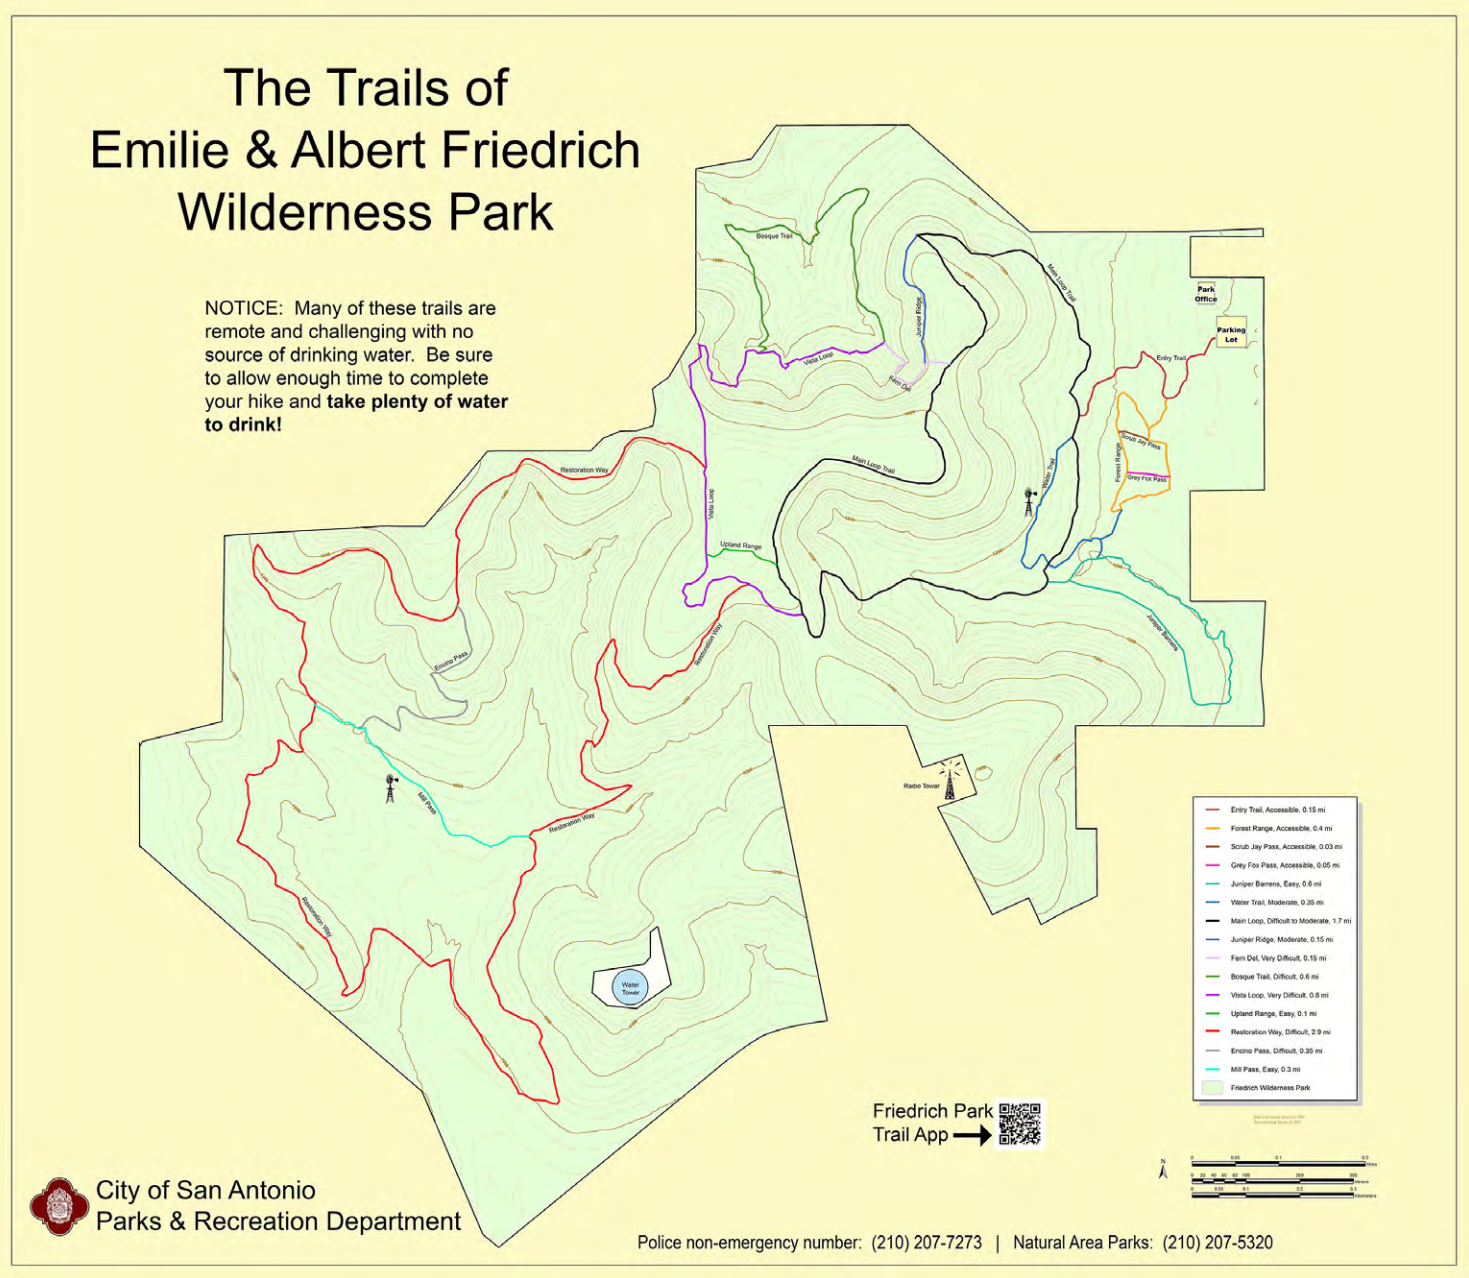 The Trails of
Emilie & Albert Friedrich
Wilderness Park
NOTICE:  Many of these trails are
remote and challenging with no
source of drinking water.  Be sure
to allow enough time to complete
your hike and take plenty of water
to drink!
Bosque Trail
Main Loop Trail
Park
Office
Parking
Lot
Juniper Ridge
Entry Trail
Vista Loop
Fern Del
Scrub Jay Pass
Forest Range
Grey Fox Pass
Restoration Way
Main Loop Trail
Water Trail
Vista Loop
Upland Range
Juniper Barrens
Restoration Way
Encino Pass
Mill Pass
Restoration Way
Radio Tower
Restoration Way
Water
Tower
Entry Trail, Accessible, 0.15 mi
Forest Range, Accessible, 0.4 mi
Scrub Jay Pass, Accessible, 0.03 mi
Grey Fox Pass, Accessible, 0.05 mi
Juniper Barrens, Easy, 0.6 mi
Water Trail, Moderate, 0.35 mi
Main Loop, Difficult to Moderate, 1.7 mi
Juniper Ridge, Moderate, 0.15 mi
Fern Del, Very Difficult, 0.15 mi
Bosque Trail, Difficult, 0.6 mi
Vista Loop, Very Difficult, 0.8 mi
Upland Range, Easy, 0.1 mi
Restoration Way, Difficult, 2.9 mi
Encino Pass, Difficult, 0.35 mi
Mill Pass, Easy, 0.3 mi
Friedrich Wilderness Park
Friedrich Park
Trail App
N
City of San Antonio
Parks & Recreation Department
Police non-emergency number:  (210) 207-7273   |   Natural Area Parks:  (210) 207-5320